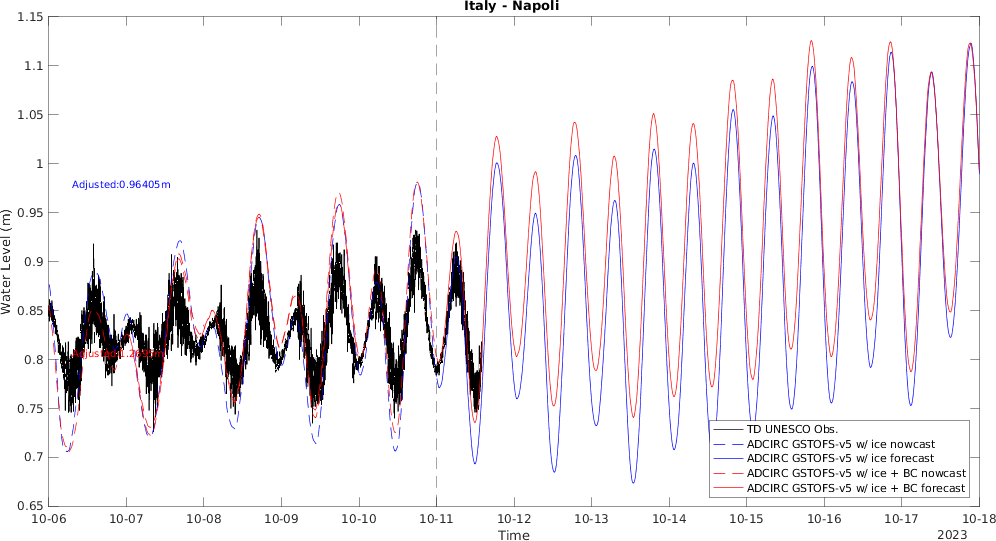 Italy - Napoli
1.15
1.1
1.05
1
0.95
0.9
0.85
0.8
0.75
0.7
0.65
Water Level (m)
Adjusted:0.96405m
10-06
10-07
10-08
10-09
10-10
10-11
10-12
10-13
10-14
10-15
10-16
10-17
10-18
Time
2023
TD UNESCO Obs.
ADCIRC GSTOFS-v5 w/ ice nowcast
ADCIRC GSTOFS-v5 w/ ice forecast
ADCIRC GSTOFS-v5 w/ ice + BC nowcast
ADCIRC GSTOFS-v5 w/ ice + BC forecast